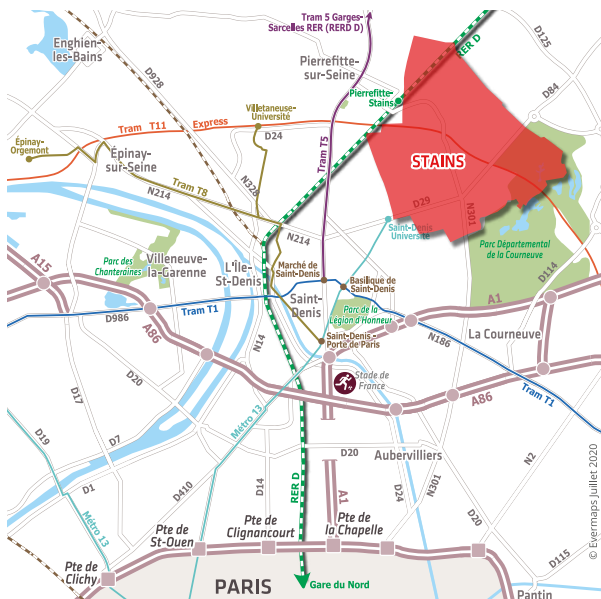 Tram 5 Garges-
Sarcelles RER (RERD D)
RER D
D125
Enghien
-les-Bains
D928
Pierrefitte-
sur-Seine
D84
Pierrefitte-
Stains
Villetaneuse-
Université
Tram T11 Express
D24
Épinay-
Orgemont
Épinay-
sur-Seine
Tram T5
STAINS
Tram T8
N328
N214
D29
N301
Saint-Denis
Université
N214
Parc Départemental
de la Courneuve
A15
Parc des
Chanteraines
Villeneuve-
la-Garenne
L'Île-
St-Denis
Marché de
Saint-Denis
Basilique de
Saint-Denis
D114
A1
D986
Tram T1
Saint-
Denis
Parc de la
Légion d'Honneur
A86
N14
Saint-Denis -
Porte de Paris
N186
La Courneuve
D20
Stade de
France
Tram T1
D17
A86
Métro 13
D19
D7
D20
Aubervilliers
N2
D1
D410
D14
RER D
A1
D24
N301
D20
Métro 13
Pte de
St-Ouen
Pte de
Clignancourt
Pte de
la Chapelle
D115
Pte de
Clichy
PARIS
Gare du Nord
Pantin
© Evermaps Juillet 2020